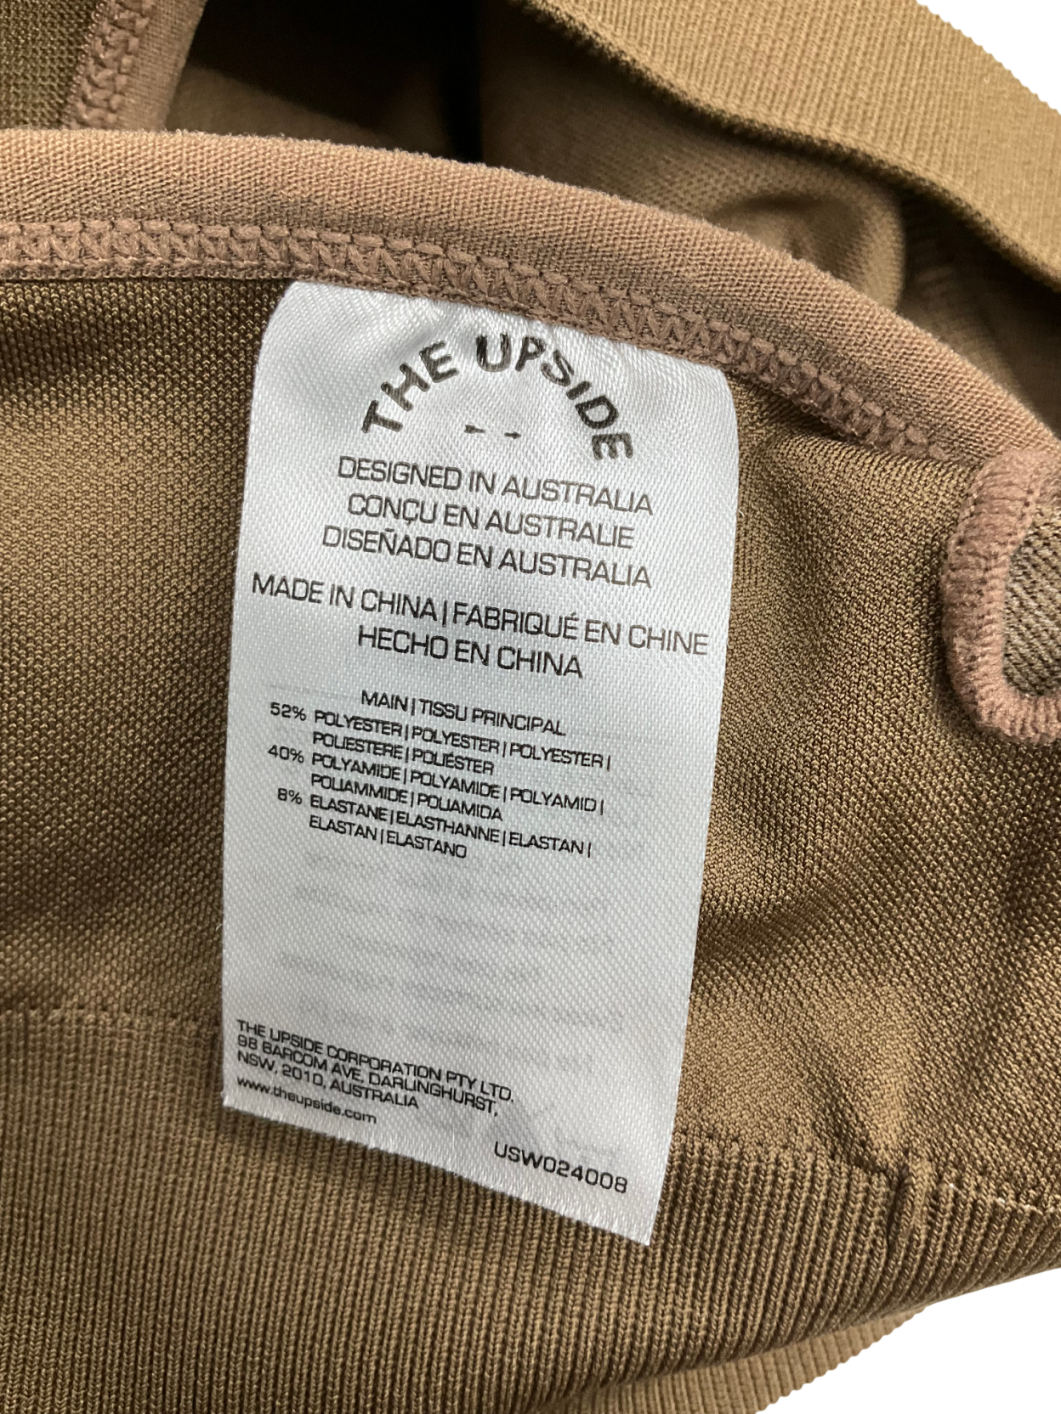 THE UPSIDE
DESIGNED IN AUSTRALIA
CONÇU EN AUSTRALIE
DISEÑADO EN AUSTRALIA
MADE IN CHINA | FABRIQUÉ EN CHINE
HECHO EN CHINA
MAIN | TISSU PRINCIPAL
52% POLYESTER | POLYESTER | POLYESTER |
POLIESTERE | POLIÉSTER
40% POLYAMIDE | POLYAMIDE | POLYAMID |
POLIAMMIDE | POLIAMIDA
8% ELASTANE | ELASTHANNE | ELASTAN |
ELASTAN | ELASTANO
THE UPSIDE CORPORATION PTY LTD.
98 BARCOM AVE, DARLINGHURST,
NSW, 2010, AUSTRALIA
www.theupside.com
USW024008